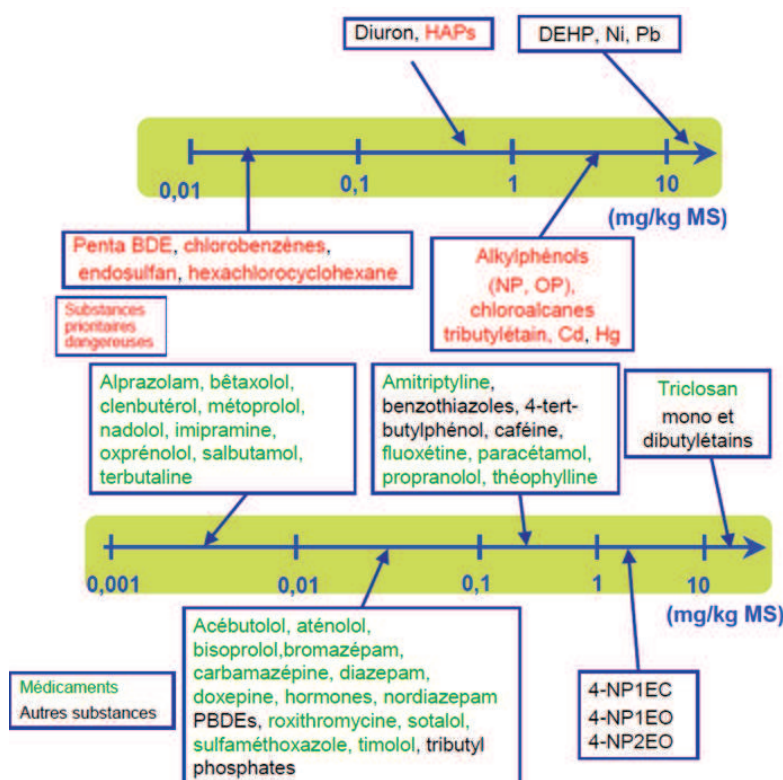 Diuron, HAPs
DEHP, Ni, Pb
0,01
0,1
1
10
(mg/kg MS)
Penta BDE, chlorobenzènes,
endosulfan, hexachlorocyclohexane
Alkylphénols
(NP, OP),
chloroalcanes
tributylétain, Cd, Hg
Substances
prioritaires
dangereuses
Alprazolam, bêtaxolol,
clenbutérol, métoprolol,
nadolol, imipramine,
oxprénolol, salbutamol,
terbutaline
Amitriptyline,
benzothiazoles, 4-tert-
butylphénol, caféine,
fluoxétine, paracétamol,
propranolol, théophylline
Triclosan
mono et
dibutylétains
0,001
0,01
0,1
1
10
(mg/kg MS)
Acébutolol, aténolol,
bisoprolol,bromazépam,
carbamazépine, diazepam,
doxepine, hormones, nordiazepam
PBDEs, roxithromycine, sotalol,
sulfaméthoxazole, timolol, tributyl
phosphates
4-NP1EC
4-NP1EO
4-NP2EO
Médicaments
Autres substances